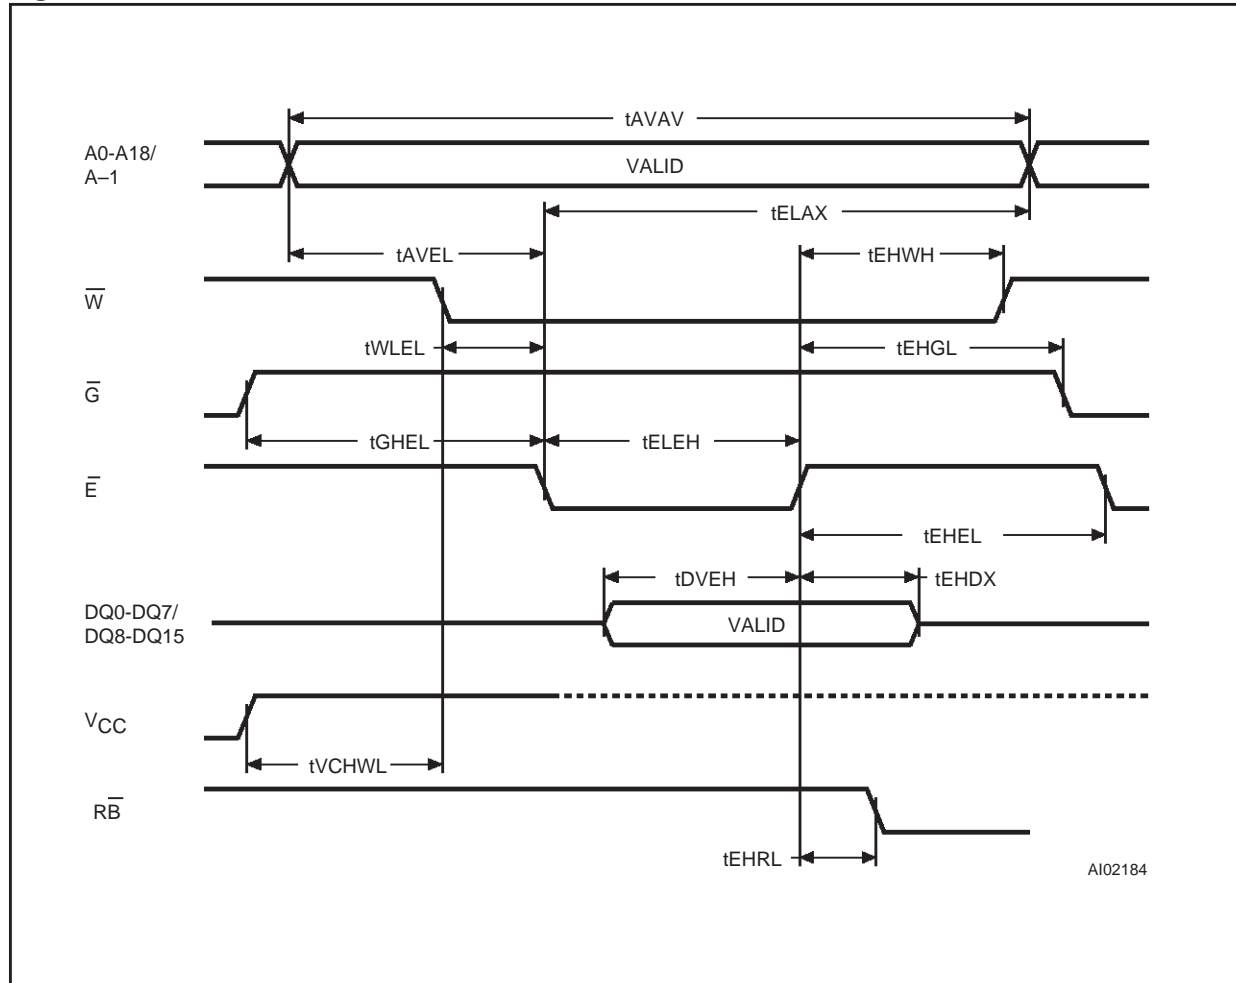 tAVAV
A0-A18/
A–1
VALID
tELAX
tAVEL
tEHWH
W̅
tWLEL
tEHGL
G̅
tGHEL
tELEH
E̅
tEHEL
tDVEH
tEHDX
DQ0-DQ7/
DQ8-DQ15
VALID
VCC
tVCHWL
RB̅
tEHRL
AI02184